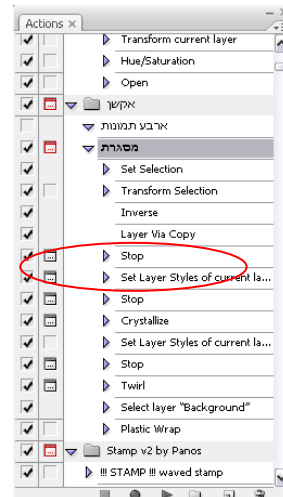 Actions ×
Transform current layer
Hue/Saturation
Open
אקשן
ארבע תמונות
מסגרת
Set Selection
Transform Selection
Inverse
Layer Via Copy
Stop
Set Layer Styles of current la...
Stop
Crystallize
Set Layer Styles of current la...
Stop
Twirl
Select layer "Background"
Plastic Wrap
Stamp v2 by Panos
!!! STAMP !!! waved stamp